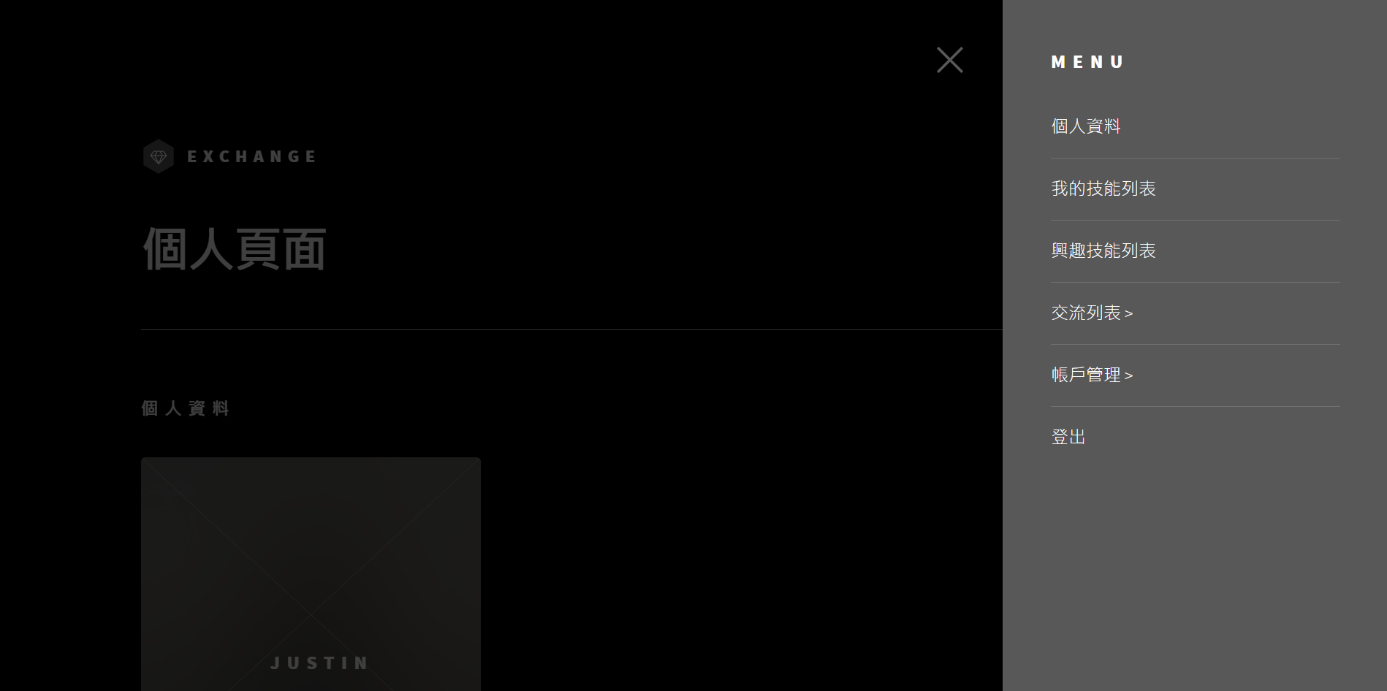 MENU
個人資料
我的技能列表
興趣技能列表
交流列表 >
帳戶管理 >
登出
EXCHANGE
個人頁面
個人資料
JUSTIN